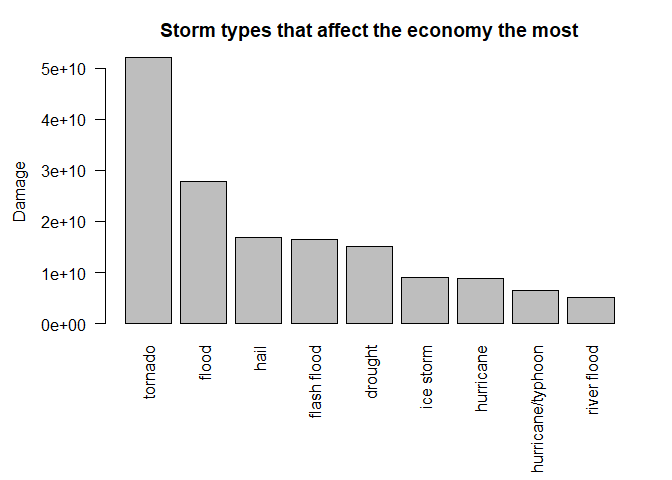 Storm types that affect the economy the most
Damage
5e+10
4e+10
3e+10
2e+10
1e+10
0e+00
tornado
flood
hail
flash flood
drought
ice storm
hurricane
hurricane/typhoon
river flood